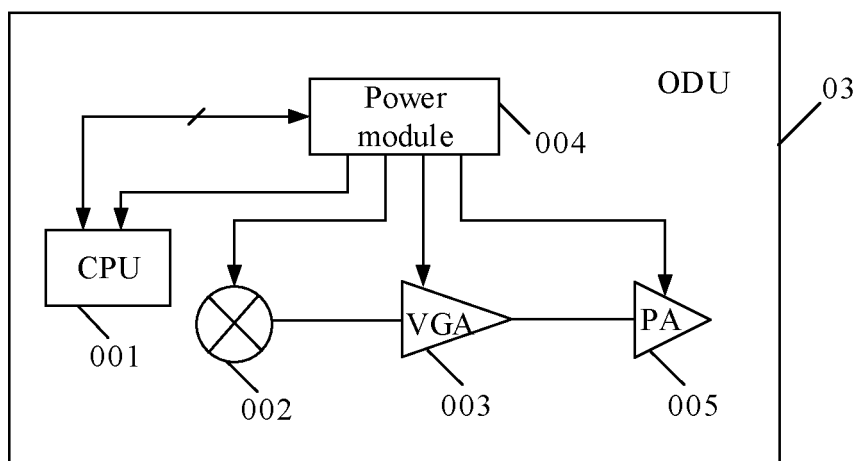 ODU
03
Power
module
004
CPU
001
002
VGA
003
PA
005